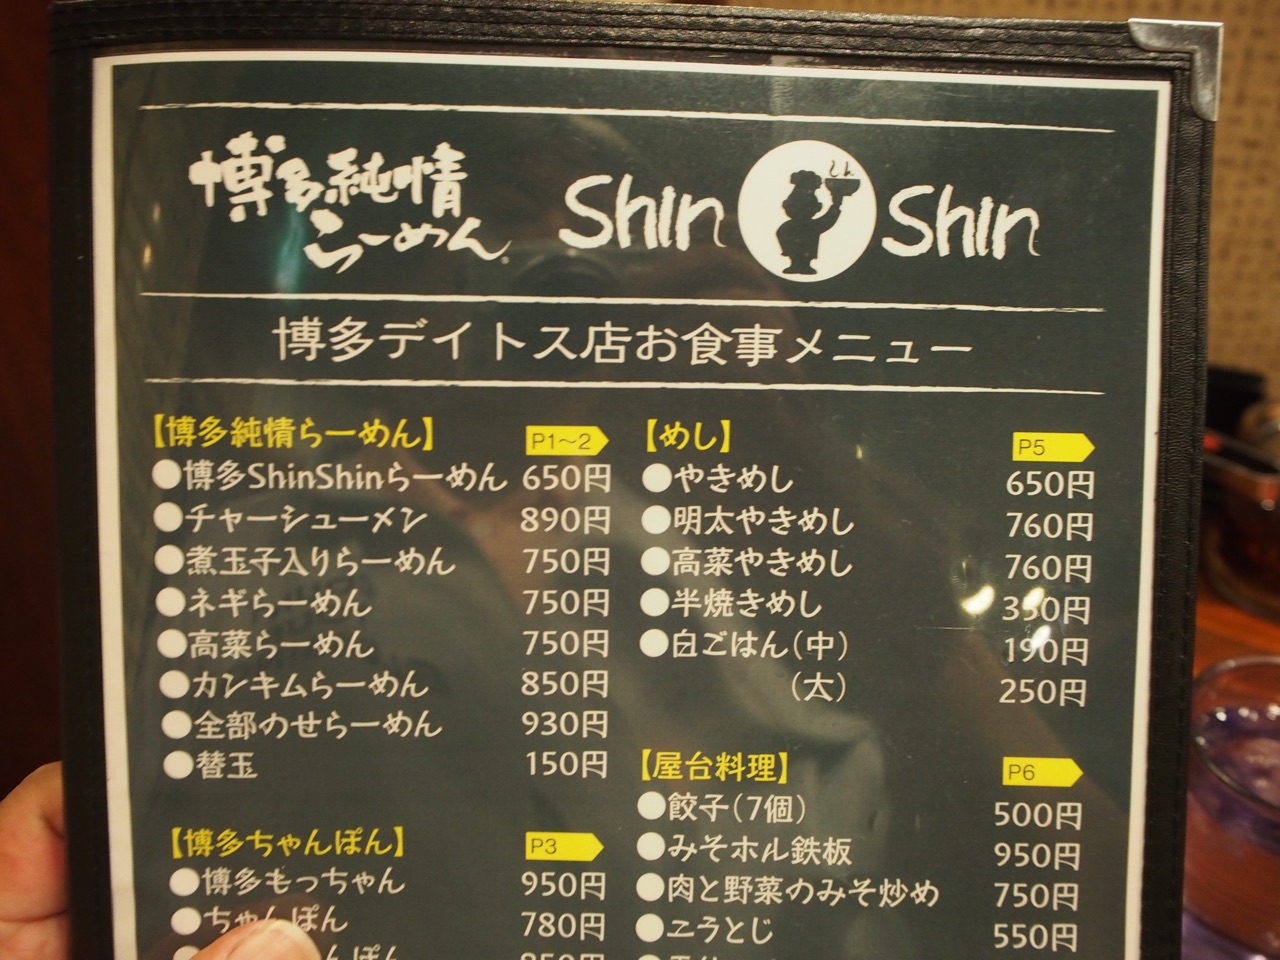 博多純情
らーめん
ShinShin
しん
博多デイトス店お食事メニュー
【博多純情らーめん】 P1～2
●博多ShinShinらーめん 650円
●チャーシューメン 890円
●煮玉子入りらーめん 750円
●ネギらーめん 750円
●高菜らーめん 750円
●カンキムらーめん 850円
●全部のせらーめん 930円
●替玉 150円
【博多ちゃんぽん】 P3
●博多もっちゃん 950円
●ちゃんぽん 780円
【めし】 P5
●やきめし 650円
●明太やきめし 760円
●高菜やきめし 760円
●半焼きめし 350円
●白ごはん（中） 190円
（大） 250円
【屋台料理】 P6
●餃子（7個） 500円
●みそホル鉄板 950円
●肉と野菜のみそ炒め 750円
●ニラとじ 550円